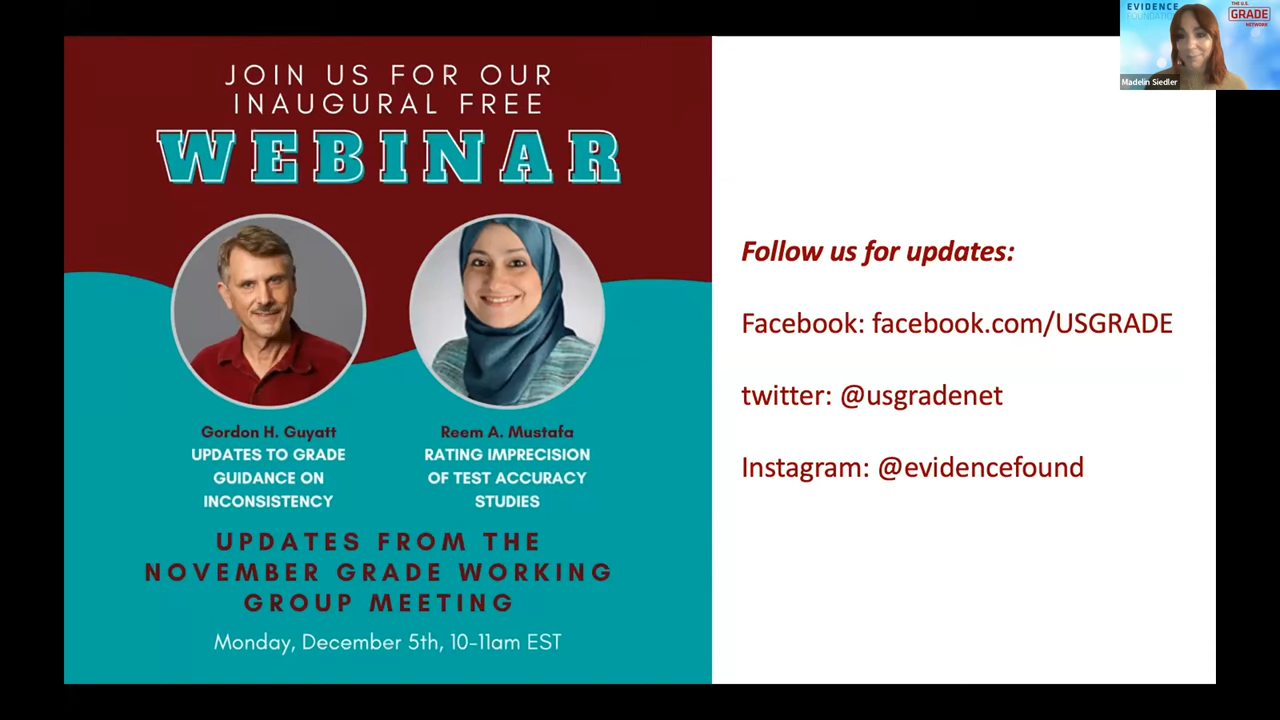 JOIN US FOR OUR
INAUGURAL FREE
WEBINAR
Gordon H. Guyatt
UPDATES TO GRADE
GUIDANCE ON
INCONSISTENCY
Reem A. Mustafa
RATING IMPRECISION
OF TEST ACCURACY
STUDIES
UPDATES FROM THE
NOVEMBER GRADE WORKING
GROUP MEETING
Monday, December 5th, 10-11am EST
Follow us for updates:
Facebook: facebook.com/USGRADE
twitter: @usgradenet
Instagram: @evidencefound
EVIDENCE
THE U.S.
GRADE
NETWORK
Madelin Siedler